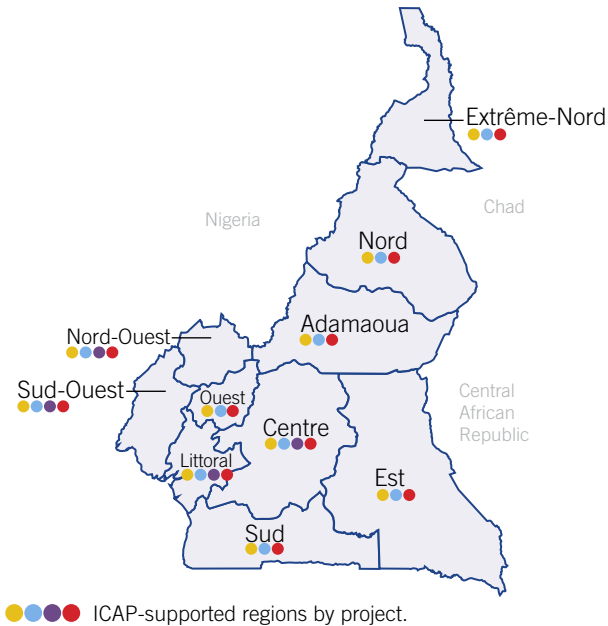 Extrême-Nord
Chad
Nigeria
Nord
Adamaoua
Nord-Ouest
Sud-Ouest
Ouest
Central
African
Republic
Centre
Littoral
Est
Sud
ICAP-supported regions by project.